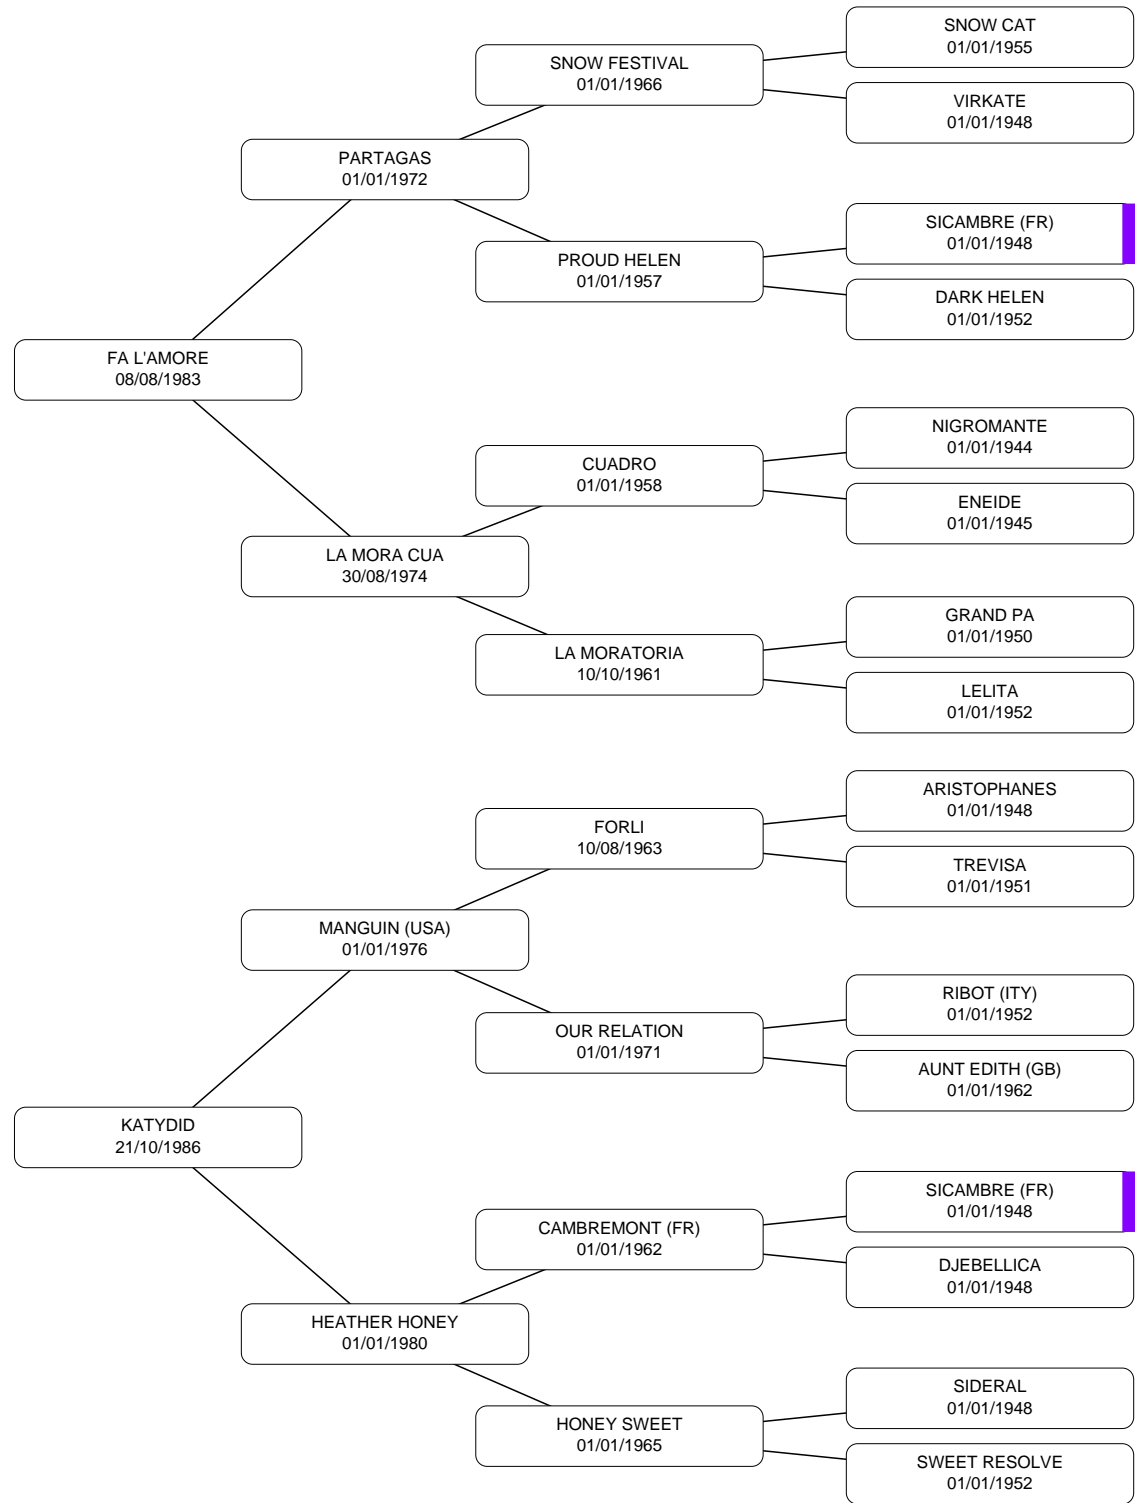 SNOW CAT
01/01/1955
SNOW FESTIVAL
01/01/1966
VIRKATE
01/01/1948
PARTAGAS
01/01/1972
SICAMBRE (FR)
01/01/1948
PROUD HELEN
01/01/1957
DARK HELEN
01/01/1952
FA L'AMORE
08/08/1983
NIGROMANTE
01/01/1944
CUADRO
01/01/1958
ENEIDE
01/01/1945
LA MORA CUA
30/08/1974
GRAND PA
01/01/1950
LA MORATORIA
10/10/1961
LELITA
01/01/1952
ARISTOPHANES
01/01/1948
FORLI
10/08/1963
TREVISA
01/01/1951
MANGUIN (USA)
01/01/1976
RIBOT (ITY)
01/01/1952
OUR RELATION
01/01/1971
AUNT EDITH (GB)
01/01/1962
KATYDID
21/10/1986
SICAMBRE (FR)
01/01/1948
CAMBREMONT (FR)
01/01/1962
DJEBELLICA
01/01/1948
HEATHER HONEY
01/01/1980
SIDERAL
01/01/1948
HONEY SWEET
01/01/1965
SWEET RESOLVE
01/01/1952